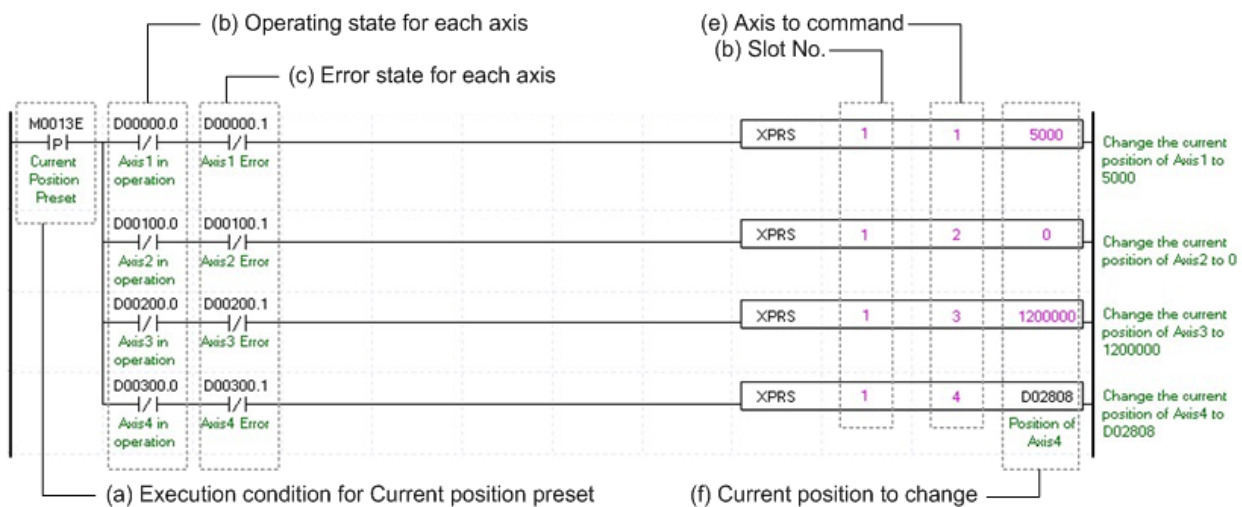 (b) Operating state for each axis
(e) Axis to command
(b) Slot No.
(c) Error state for each axis
M0013E D00000.0 D00000.1
P
XPRS 1 1 5000
Current Position Preset
Axis1 in operation
Axis1 Error
Change the current
position of Axis1 to
5000
D00100.0 D00100.1
XPRS 1 2 0
Axis2 in operation
Axis2 Error
Change the current
position of Axis2 to 0
D00200.0 D00200.1
XPRS 1 3 1200000
Axis3 in operation
Axis3 Error
Change the current
position of Axis3 to
1200000
D00300.0 D00300.1
XPRS 1 4 D02808
Axis4 in operation
Axis4 Error
Position of Axis4
Change the current
position of Axis4 to
D02808
(a) Execution condition for Current position preset
(f) Current position to change